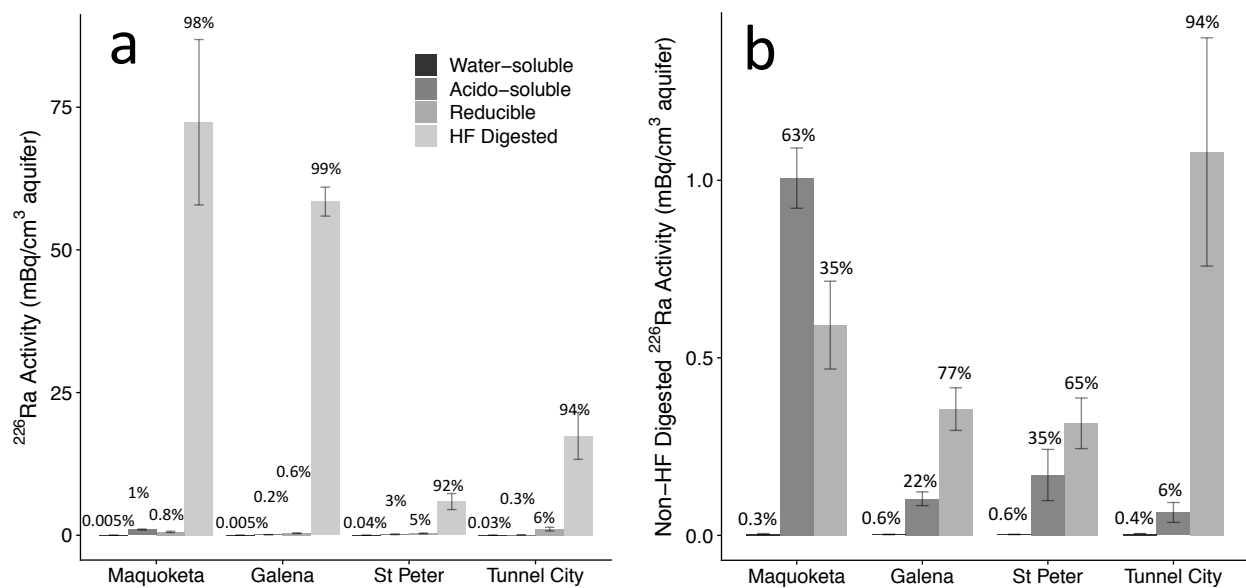 a
98%
Water−soluble
Acido−soluble
Reducible
HF Digested
99%
75
50
25
0
226Ra Activity (mBq/cm3 aquifer)
0.005%
1%
0.8%
0.005%
0.2%
0.6%
0.04%
3%
5%
92%
0.03%
0.3%
6%
94%
Maquoketa
Galena
St Peter
Tunnel City
b
94%
63%
35%
1.0
0.5
0.0
Non−HF Digested 226Ra Activity (mBq/cm3 aquifer)
0.3%
0.6%
22%
77%
0.6%
35%
65%
0.4%
6%
Maquoketa
Galena
St Peter
Tunnel City